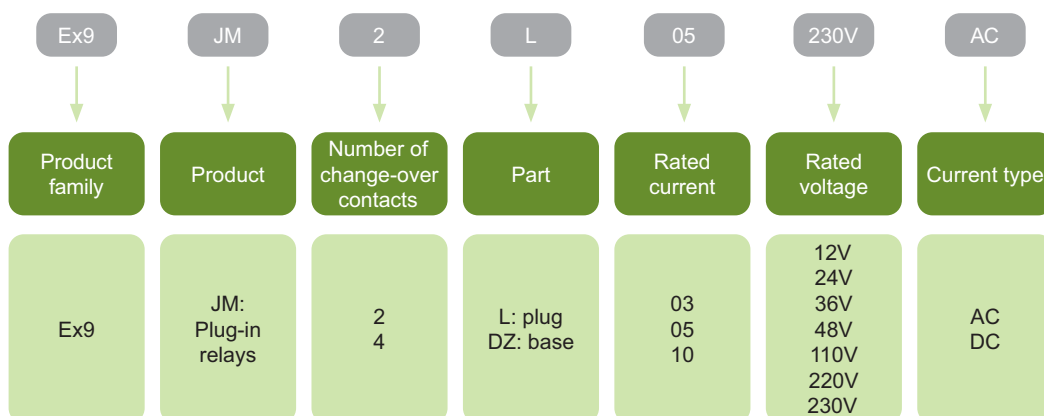 Ex9
JM
2
L
05
230V
AC
Product
family
Product
Number of
change-over
contacts
Part
Rated
current
Rated
voltage
Current type
Ex9
JM:
Plug-in
relays
2
4
L: plug
DZ: base
03
05
10
12V
24V
36V
48V
110V
220V
230V
AC
DC